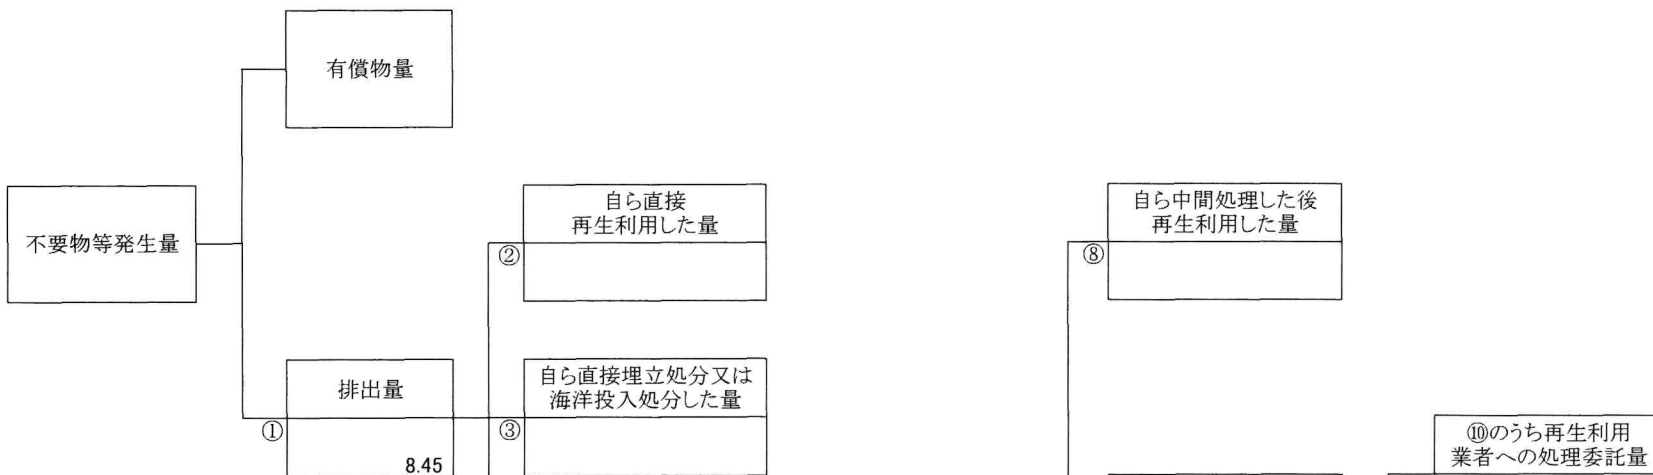 有償物量
不要物等発生量
自ら直接
再生利用した量
②
自ら中間処理した後
再生利用した量
⑧
排出量
①
8.45
自ら直接埋立処分又は
海洋投入処分した量
③
⑩のうち再生利用
業者への処理委託量